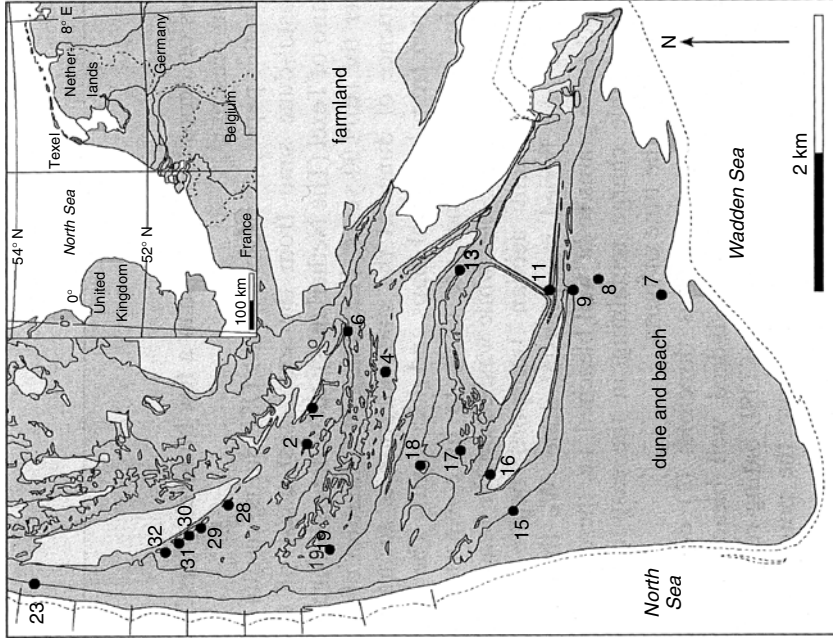 54° N
0°
0°
8° E
Texel
North Sea
52° N
United
Kingdom
Nether-
lands
Germany
Belgium
France
100 km
farmland
23
32
31
30
29
28
2
1
6
4
19
19
18
17
13
16
15
11
9
8
7
dune and beach
North
Sea
Wadden Sea
N
2 km